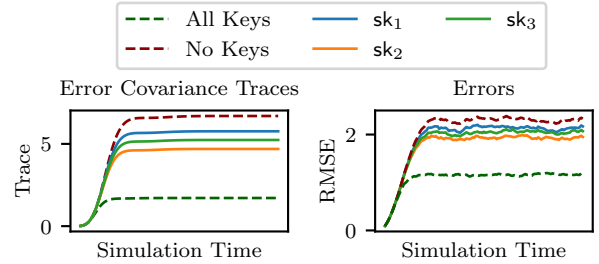 All Keys
sk1
sk3
No Keys
sk2
Error Covariance Traces
Errors
5
0
Trace
Simulation Time
2
0
RMSE
Simulation Time